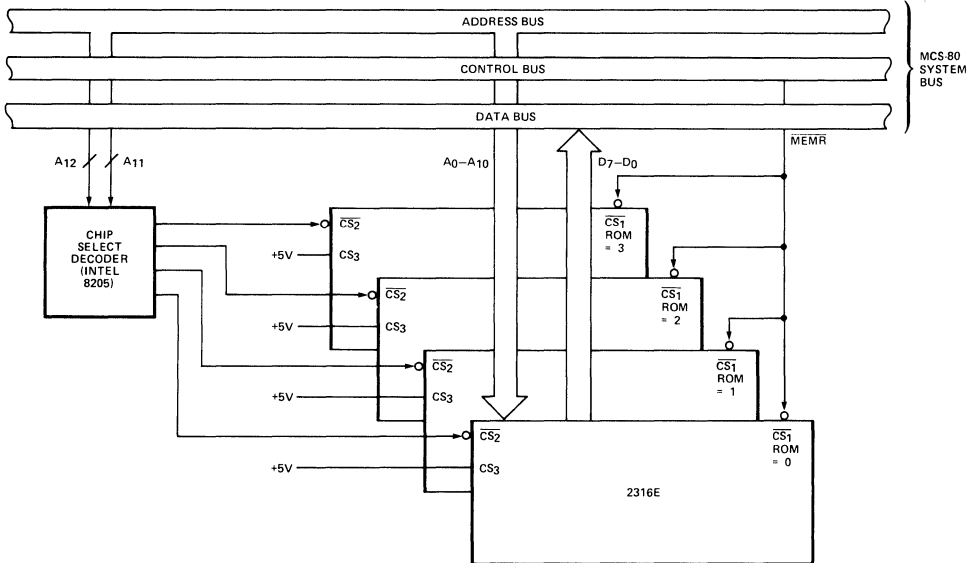 ADDRESS BUS
CONTROL BUS
DATA BUS
MCS-80
SYSTEM
BUS
A12
A11
A0–A10
D7–D0
MEMR
CHIP
SELECT
DECODER
(INTEL
8205)
CS2
+5V
CS3
CS1
ROM
= 3
CS2
+5V
CS3
CS1
ROM
= 2
CS2
+5V
CS3
CS1
ROM
= 1
CS2
+5V
CS3
CS1
ROM
= 0
2316E